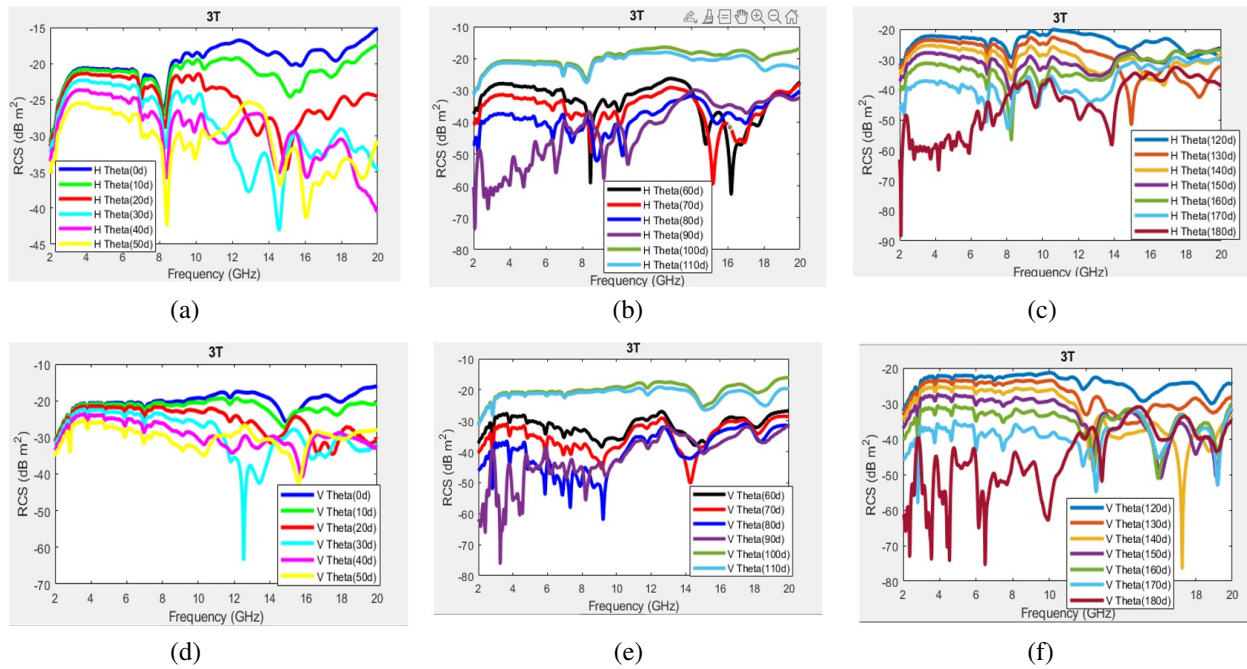 3T
RCS (dB m²)
-15
-20
-25
-30
-35
-40
-45
2 4 6 8 10 12 14 16 18 20
Frequency (GHz)
H Theta(0d)
H Theta(10d)
H Theta(20d)
H Theta(30d)
H Theta(40d)
H Theta(50d)
(a)
3T
RCS (dB m²)
-10
-20
-30
-40
-50
-60
-70
-80
2 4 6 8 10 12 14 16 18 20
Frequency (GHz)
H Theta(60d)
H Theta(70d)
H Theta(80d)
H Theta(90d)
H Theta(100d)
H Theta(110d)
(b)
3T
RCS (dB m²)
-20
-30
-40
-50
-60
-70
-80
-90
2 4 6 8 10 12 14 16 18 20
Frequency (GHz)
H Theta(120d)
H Theta(130d)
H Theta(140d)
H Theta(150d)
H Theta(160d)
H Theta(170d)
H Theta(180d)
(c)
3T
RCS (dB m²)
-10
-20
-30
-40
-50
-60
-70
2 4 6 8 10 12 14 16 18 20
Frequency (GHz)
V Theta(0d)
V Theta(10d)
V Theta(20d)
V Theta(30d)
V Theta(40d)
V Theta(50d)
(d)
3T
RCS (dB m²)
-10
-20
-30
-40
-50
-60
-70
-80
2 4 6 8 10 12 14 16 18 20
Frequency (GHz)
V Theta(60d)
V Theta(70d)
V Theta(80d)
V Theta(90d)
V Theta(100d)
V Theta(110d)
(e)
3T
RCS (dB m²)
-20
-30
-40
-50
-60
-70
-80
2 4 6 8 10 12 14 16 18 20
Frequency (GHz)
V Theta(120d)
V Theta(130d)
V Theta(140d)
V Theta(150d)
V Theta(160d)
V Theta(170d)
V Theta(180d)
(f)